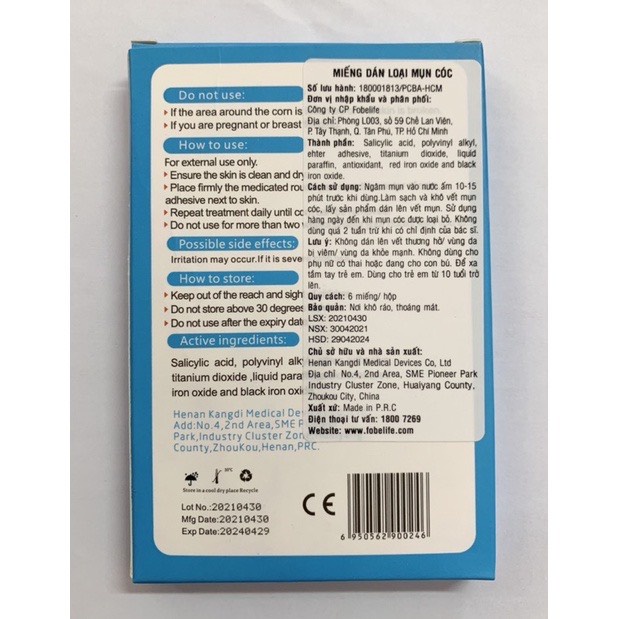 Do not use:
If the area around the corn is
If you are pregnant or breast
How to use:
For external use only.
Ensure the skin is clean and dry
Place firmly the medicated rou
adhesive next to skin.
Repeat treatment daily until co
Do not use for more than two
Possible side effects:
Irritation may occur.If it is seve
How to store:
Keep out of the reach and sigh
Do not store above 30 degrees
Do not use after the expiry date
Active ingredients:
Salicylic acid, polyvinyl alky
titanium dioxide ,liquid paraf
iron oxide and black iron oxide
Henan Kangdi Medical Devi
Add:No.4,2nd Area,SME P
Park,Industry Cluster Zone
County,ZhouKou,Henan,PRC.
30°C
Store in a cool dry place Recycle
Lot No:20210430
Mfg Date:20210430
Exp Date:20240429
CE
6 950562 900246
MIẾNG DÁN LOẠI MỤN CÓC
Số lưu hành: 180001813/PCBA-HCM
Đơn vị nhập khẩu và phân phối:
Công ty CP Fobelife
Địa chỉ: Phòng L003, số 59 Chế Lan Viên,
P. Tây Thạnh, Q. Tân Phú, TP. Hồ Chí Minh
Thành phần: Salicylic acid, polyvinyl alkyl,
ehter adhesive, titanium dioxide, liquid
paraffin, antioxidant, red iron oxide and black
iron oxide.
Cách sử dụng: Ngâm mụn vào nước ấm 10-15
phút trước khi dùng.Làm sạch và khô vết mụn
cóc, lấy sản phẩm dán lên vết mụn. Sử dụng
hàng ngày đến khi mụn cóc được loại bỏ. Không
dùng quá 2 tuần trừ khi có chỉ định của bác sĩ.
Lưu ý: Không dán lên vết thương hở/ vùng da
bị viêm/ vùng da khỏe mạnh. Không dùng cho
phụ nữ có thai hoặc đang cho con bú. Để xa
tầm tay trẻ em. Dùng cho trẻ em từ 10 tuổi trở
lên.
Quy cách: 6 miếng/ hộp
Bảo quản: Nơi khô ráo, thoáng mát.
LSX: 20210430
NSX: 30042021
HSD: 29042024
Chủ sở hữu và nhà sản xuất:
Henan Kangdi Medical Devices Co, Ltd
Địa chỉ No.4, 2nd Area, SME Pioneer Park
Industry Cluster Zone, Huaiyang County,
Zhoukou City, China
Xuất xứ: Made in P.R.C
Điện thoại tư vấn: 1800 7269
Website: www.fobelife.com